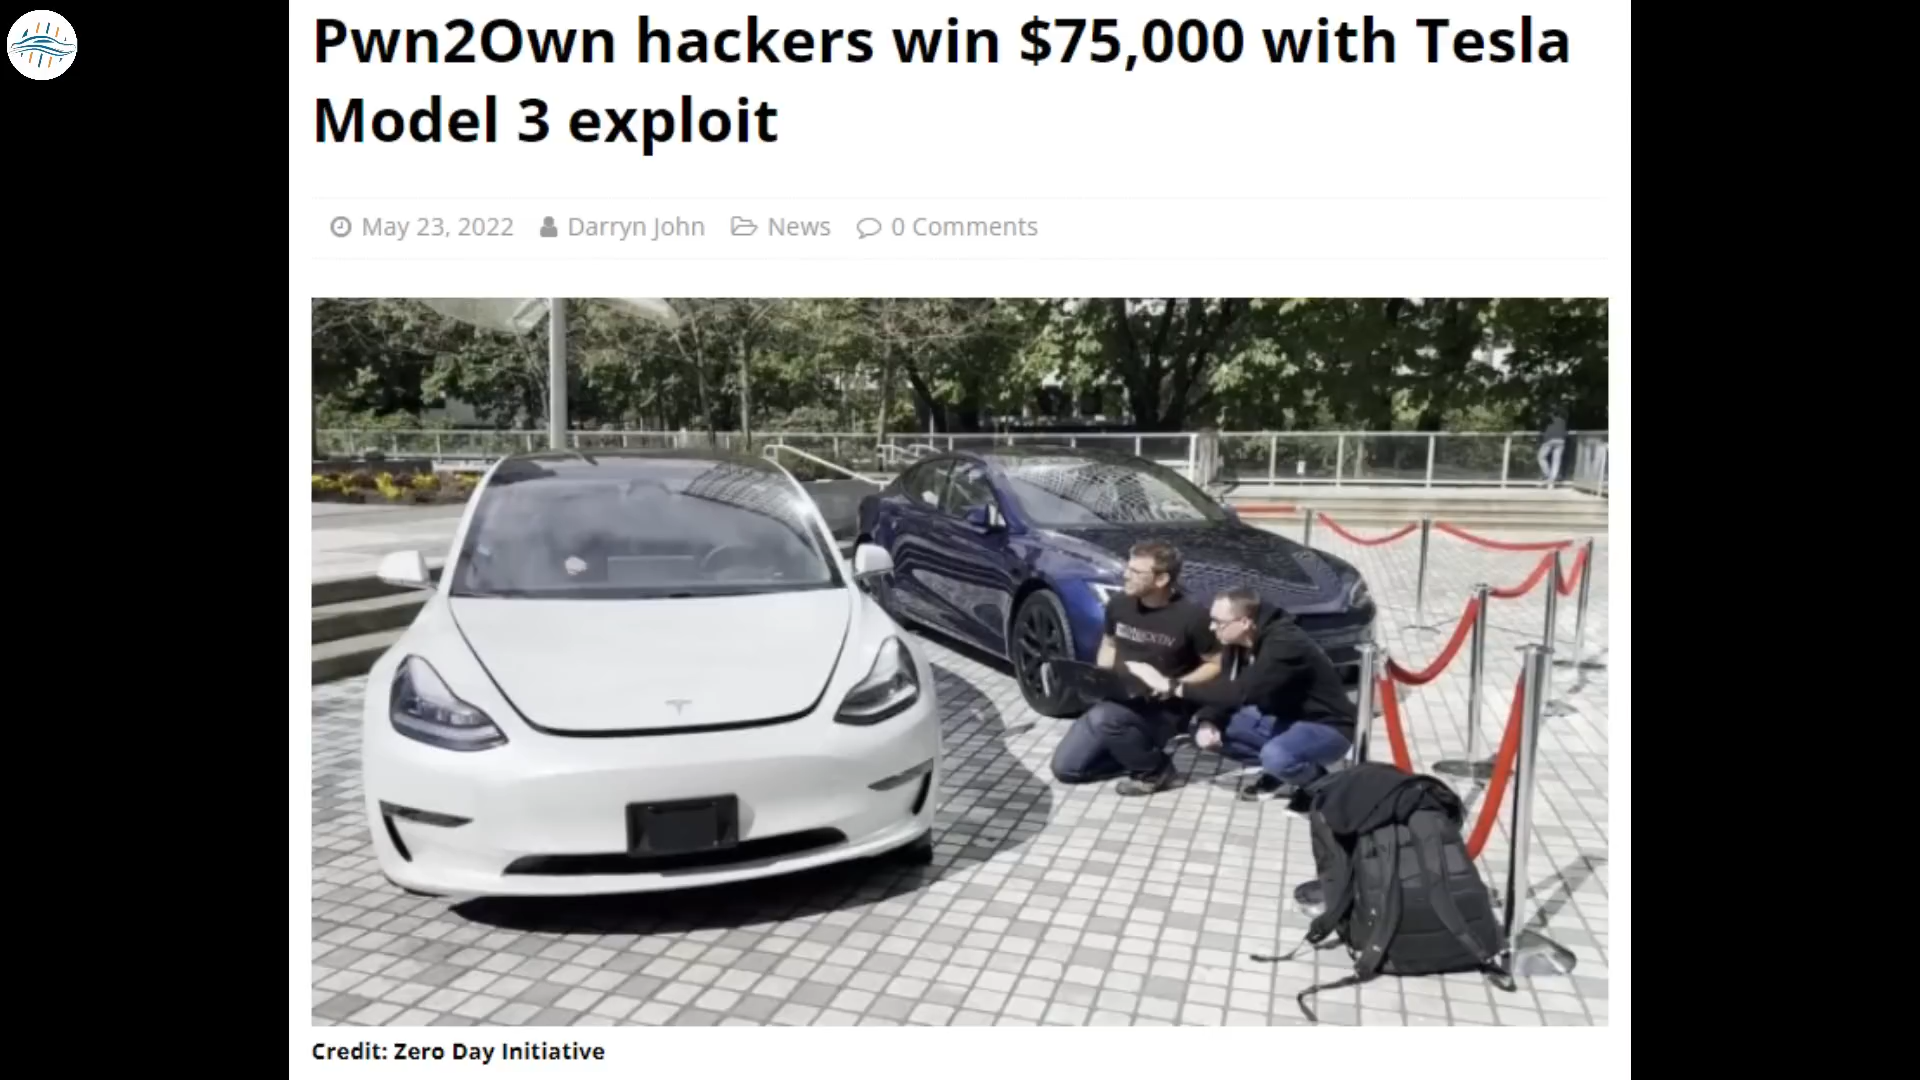 Pwn2Own hackers win $75,000 with Tesla
Model 3 exploit
May 23, 2022 Darryn John News 0 Comments
Credit: Zero Day Initiative